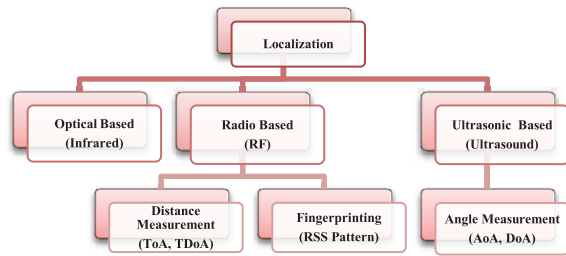 Localization
Optical Based
(Infrared)
Radio Based
(RF)
Ultrasonic Based
(Ultrasound)
Distance
Measurement
(ToA, TDoA)
Fingerprinting
(RSS Pattern)
Angle Measurement
(AoA, DoA)